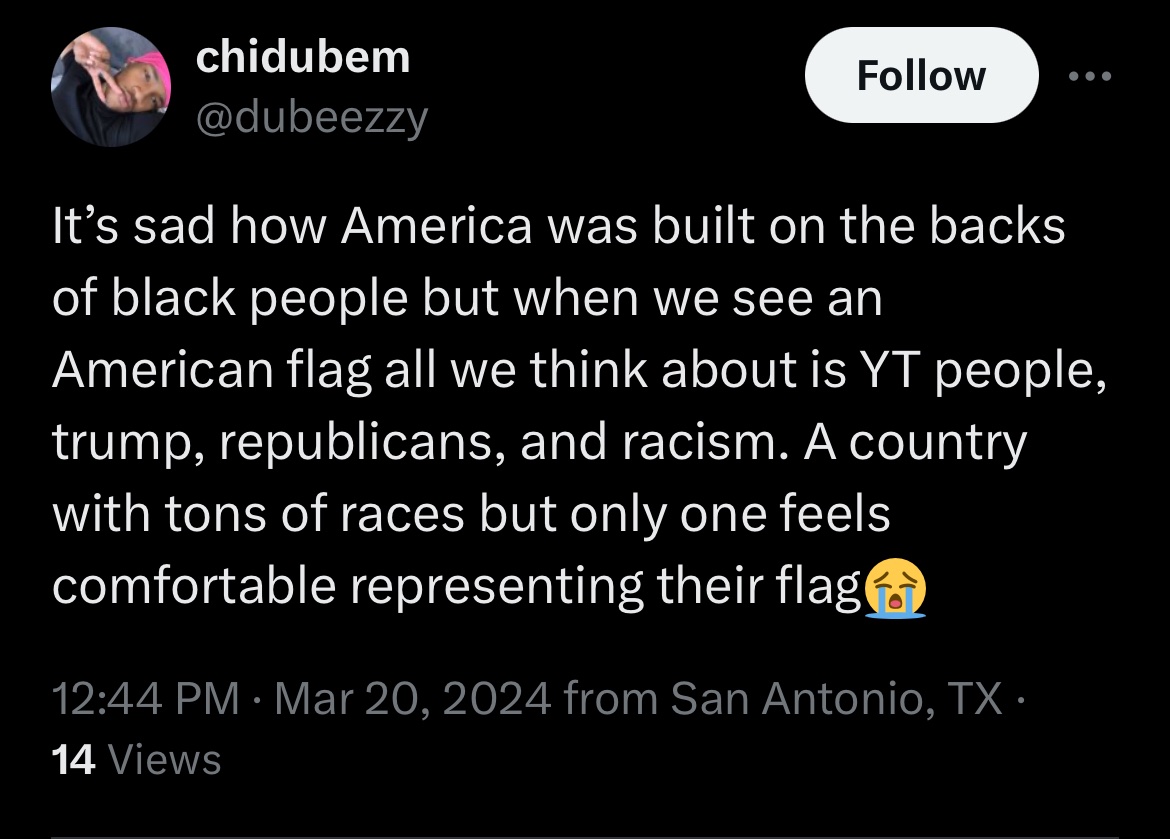 chidubem
@dubeezzy
Follow
It’s sad how America was built on the backs
of black people but when we see an
American flag all we think about is YT people,
trump, republicans, and racism. A country
with tons of races but only one feels
comfortable representing their flag😭
12:44 PM · Mar 20, 2024 from San Antonio, TX ·
14 Views